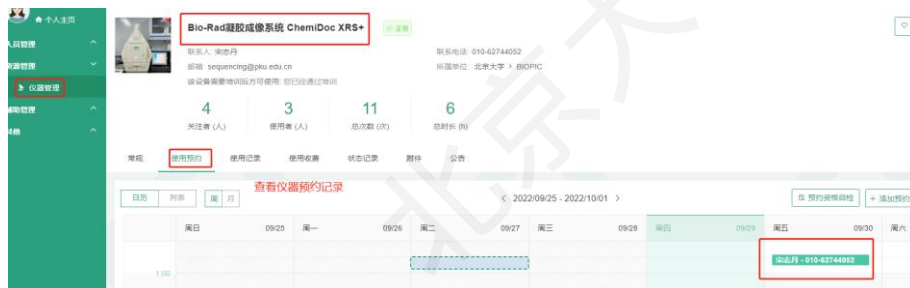 个人主页
人员管理
资源管理
仪器管理
Bio-Rad凝胶成像系统 ChemiDoc XRS+
联系人: 宋志丹
联系电话: 010-62744052
邮箱: sequencing@pku.edu.cn
所属单位: 北京大学 > BIOPIC
该设备需要培训后方可使用: 您已经通过培训
4 3 11 6
关注者 (人) 使用者 (人) 总次数 (次) 总时长 (h)
常规 使用预约 使用记录 使用收费 状态记录 附件 公告
查看仪器预约记录
日历 列表 周 月
2022/09/25 - 2022/10/01
预约资格自检 + 添加预约
周日 09/25 周一 09/26 周二 09/27 周三 09/28 周四 09/29 周五 09/30 周六
宋志丹 - 010-62744052
1:00
北京大